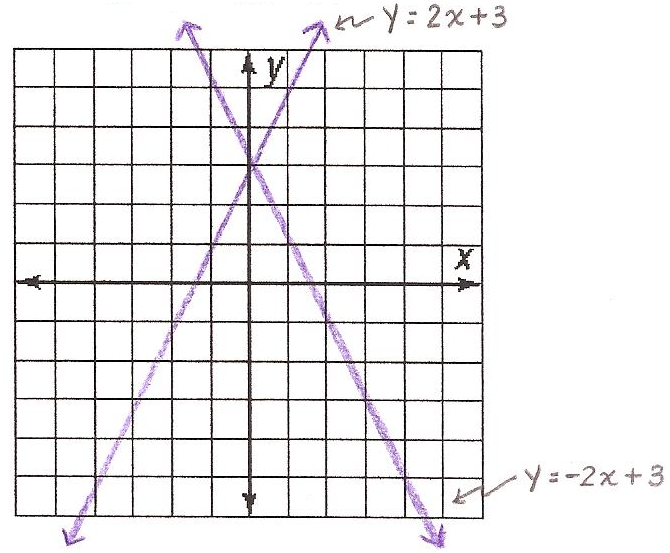 y = 2x + 3
y
x
y = -2x + 3